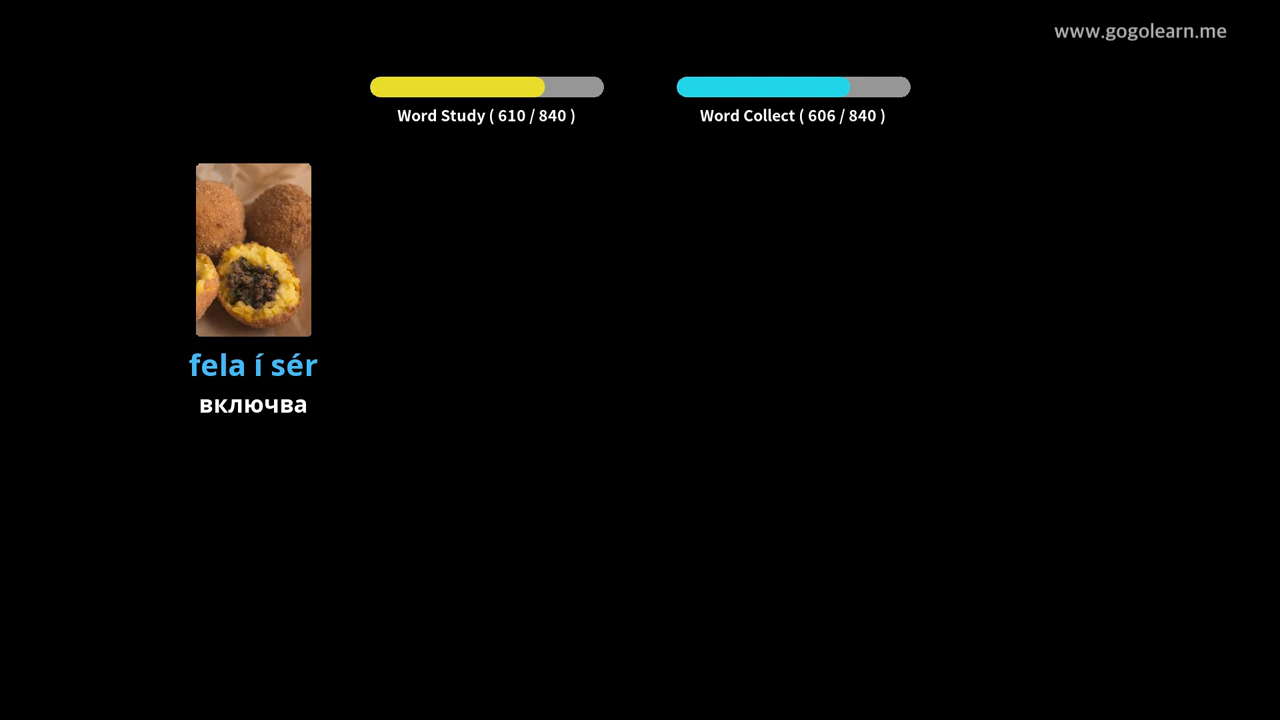 www.gogolearn.me
Word Study ( 610 / 840 )
Word Collect ( 606 / 840 )
fela í sér
включва